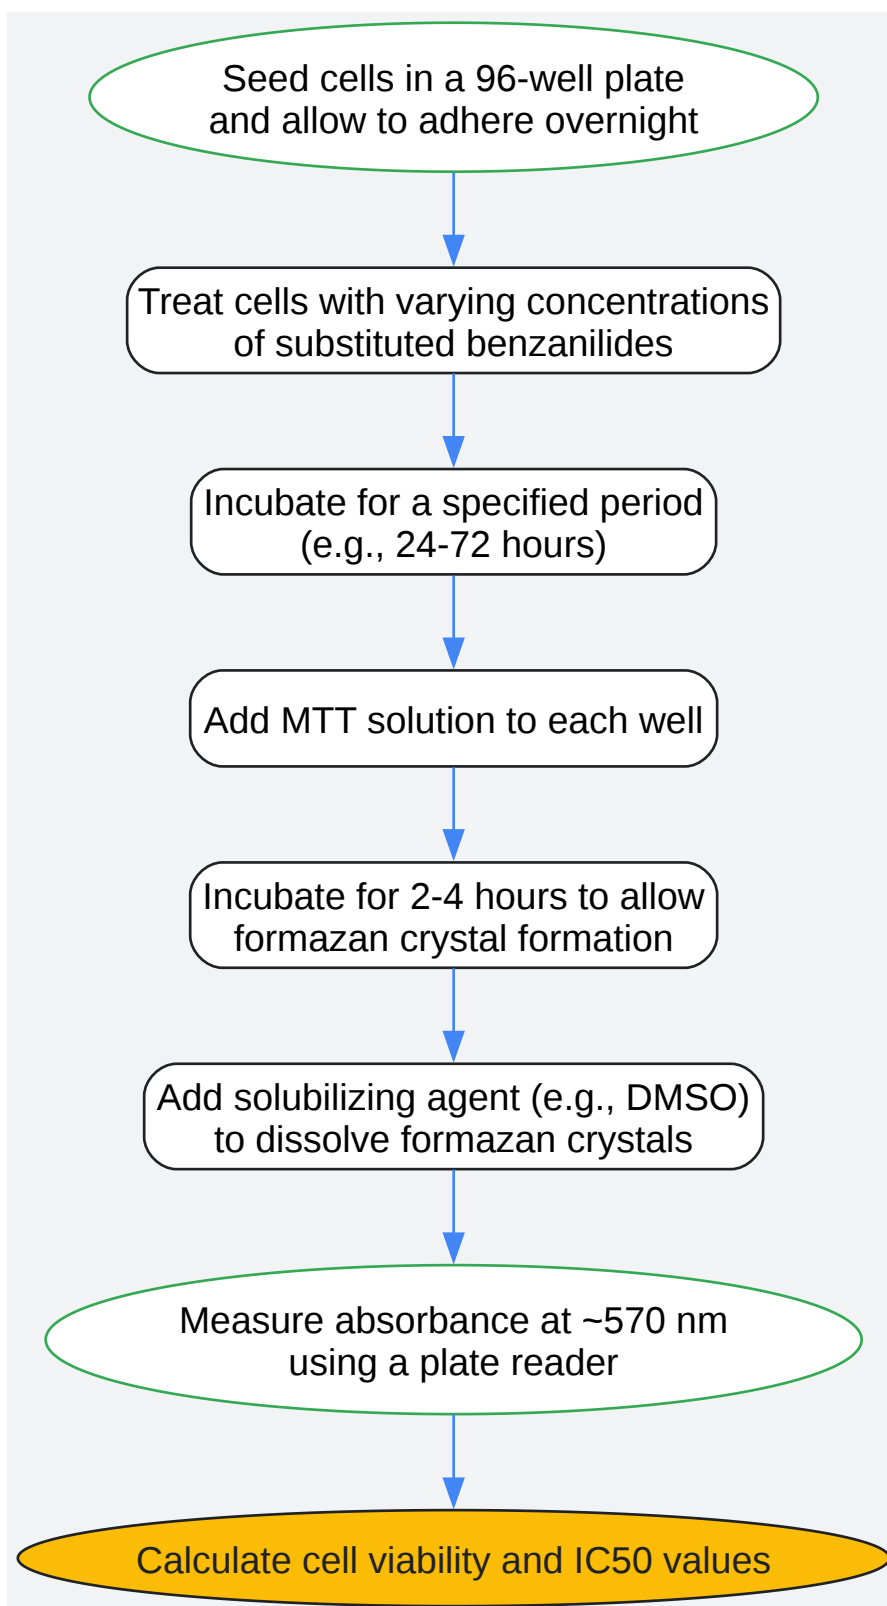 Seed cells in a 96-well plate
and allow to adhere overnight
Treat cells with varying concentrations
of substituted benzanilides
Incubate for a specified period
(e.g., 24-72 hours)
Add MTT solution to each well
Incubate for 2-4 hours to allow
formazan crystal formation
Add solubilizing agent (e.g., DMSO)
to dissolve formazan crystals
Measure absorbance at ~570 nm
using a plate reader
Calculate cell viability and IC50 values